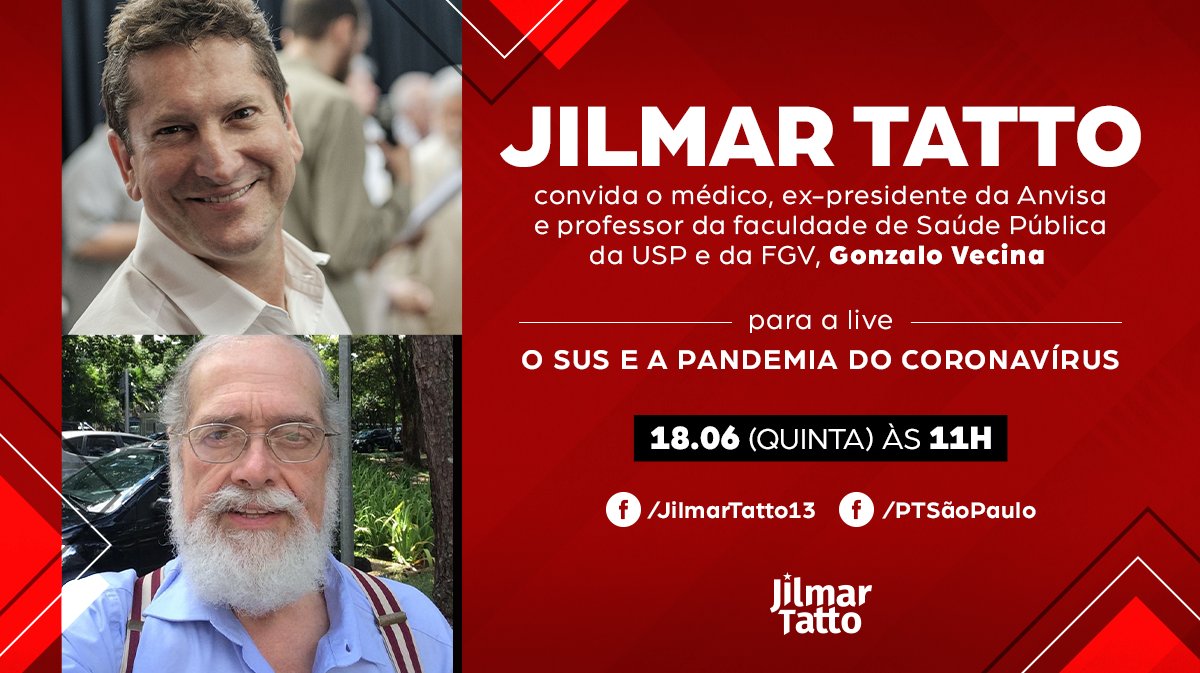 JILMAR TATTO
convida o médico, ex-presidente da Anvisa
e professor da faculdade de Saúde Pública
da USP e da FGV, Gonzalo Vecina
para a live
O SUS E A PANDEMIA DO CORONAVÍRUS
18.06 (QUINTA) ÀS 11H
/JilmarTatto13 /PTSãoPaulo
Jilmar
Tatto